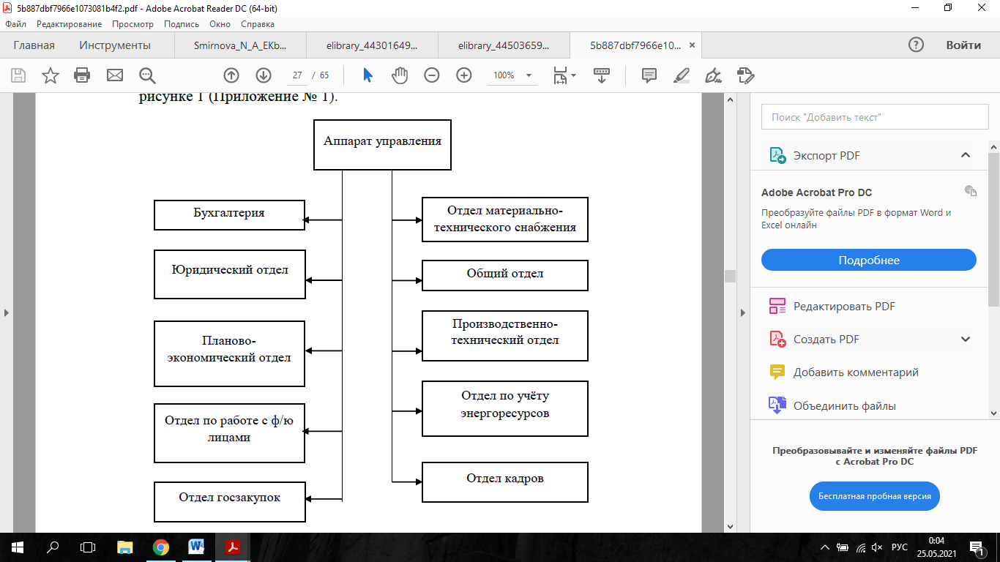 5b887dbf7966e1073081b4f2.pdf - Adobe Acrobat Reader DC (64-bit)
Файл Редактирование Просмотр Подпись Окно Справка
Главная Инструменты Smirnova_N_A_EKb... elibrary_44301649... elibrary_44503659... 5b887dbf7966e10... Войти
27 / 65 100%
рисунке 1 (Приложение № 1).
Аппарат управления
Бухгалтерия
Юридический отдел
Планово-
экономический отдел
Отдел по работе с ф/ю
лицами
Отдел госзакупок
Отдел материально-
технического снабжения
Общий отдел
Производственно-
технический отдел
Отдел по учёту
энергоресурсов
Отдел кадров
Поиск "Добавить текст"
Экспорт PDF
Adobe Acrobat Pro DC
Преобразуйте файлы PDF в формат Word и
Excel онлайн
Подробнее
Редактировать PDF
Создать PDF
Добавить комментарий
Объединить файлы
Преобразовывайте и изменяйте файлы PDF
с Acrobat Pro DC
Бесплатная пробная версия
РУС
0:04
25.05.2021
1